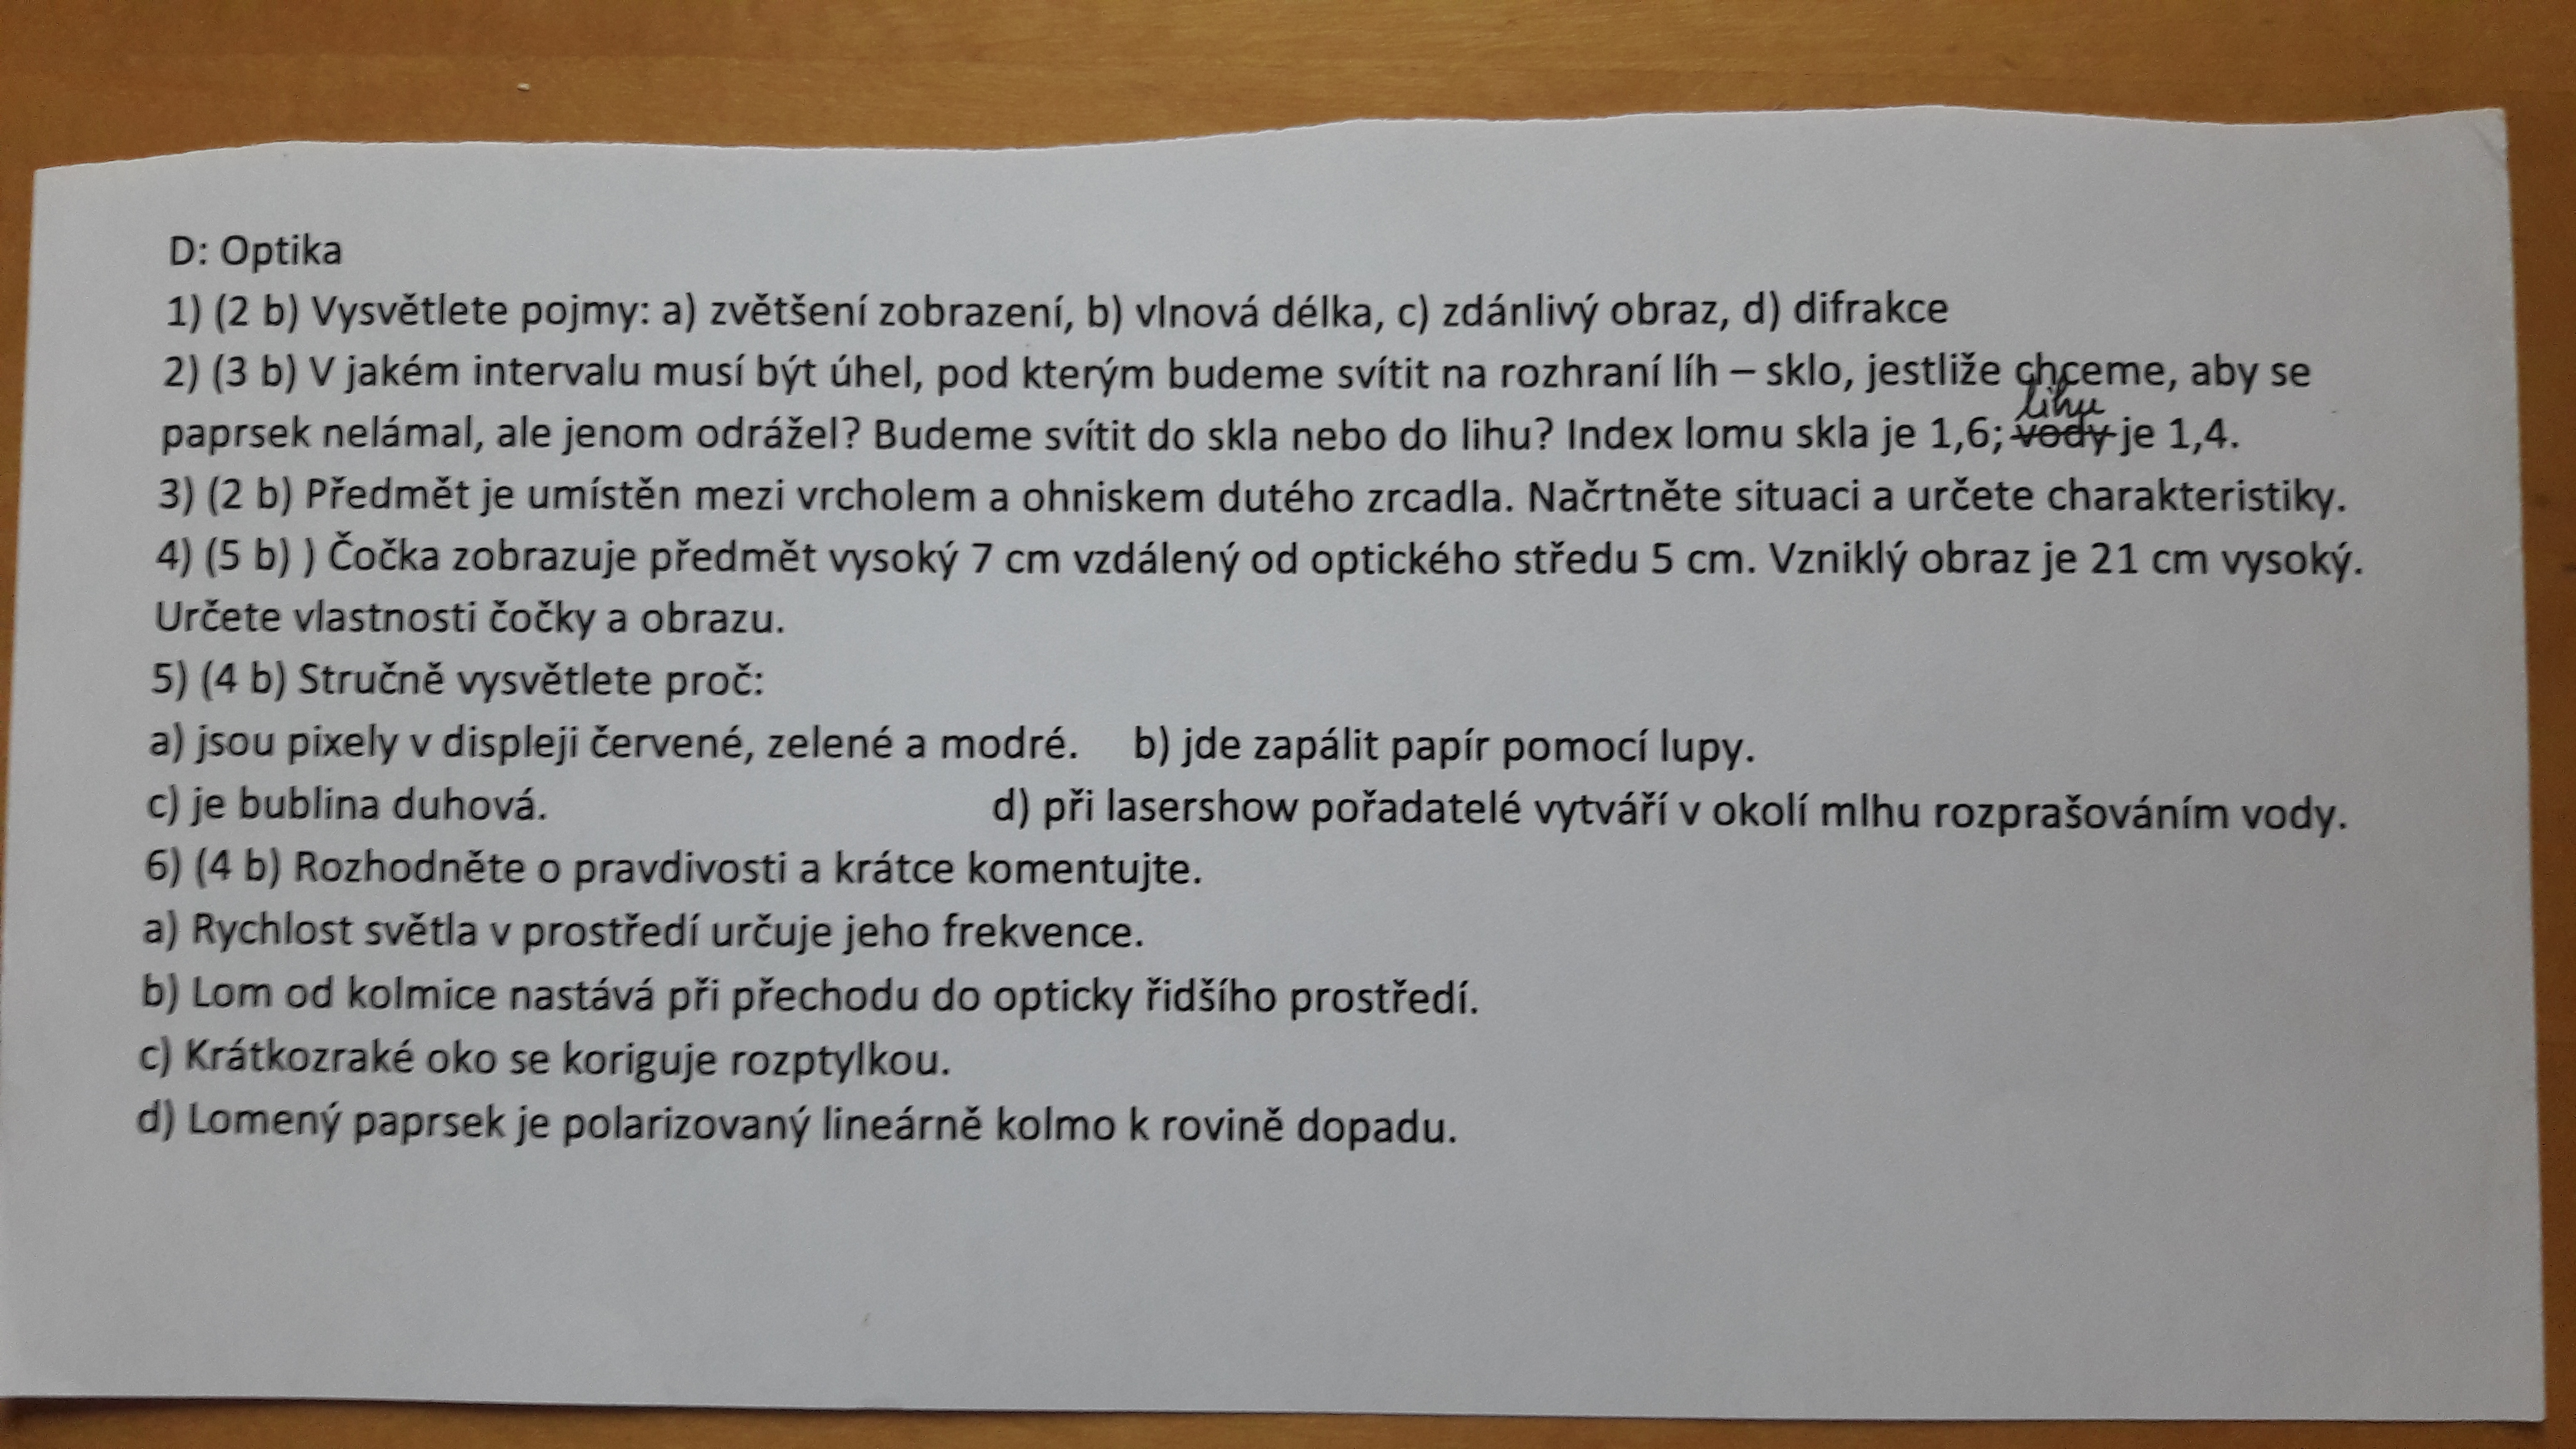 D: Optika
1) (2 b) Vysvětlete pojmy: a) zvětšení zobrazení, b) vlnová délka, c) zdánlivý obraz, d) difrakce
2) (3 b) V jakém intervalu musí být úhel, pod kterým budeme svítit na rozhraní líh – sklo, jestliže chceme, aby se
lihu
paprsek nelámal, ale jenom odrážel? Budeme svítit do skla nebo do lihu? Index lomu skla je 1,6; vody je 1,4.
3) (2 b) Předmět je umístěn mezi vrcholem a ohniskem dutého zrcadla. Načrtněte situaci a určete charakteristiky.
4) (5 b) ) Čočka zobrazuje předmět vysoký 7 cm vzdálený od optického středu 5 cm. Vzniklý obraz je 21 cm vysoký.
Určete vlastnosti čočky a obrazu.
5) (4 b) Stručně vysvětlete proč:
a) jsou pixely v displeji červené, zelené a modré. b) jde zapálit papír pomocí lupy.
c) je bublina duhová. d) při lasershow pořadatelé vytváří v okolí mlhu rozprašováním vody.
6) (4 b) Rozhodněte o pravdivosti a krátce komentujte.
a) Rychlost světla v prostředí určuje jeho frekvence.
b) Lom od kolmice nastává při přechodu do opticky řidšího prostředí.
c) Krátkozraké oko se koriguje rozptylkou.
d) Lomený paprsek je polarizovaný lineárně kolmo k rovině dopadu.